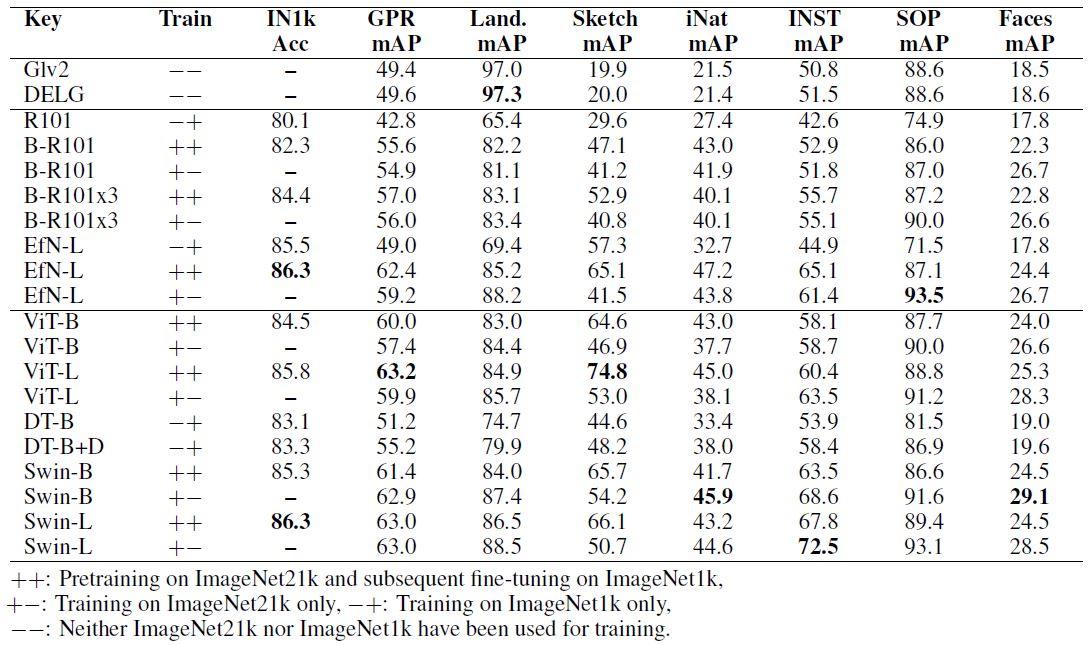 Key Train IN1k GPR Land. Sketch iNat INST SOP Faces
Acc mAP mAP mAP mAP mAP mAP mAP
Glv2 −− – 49.4 97.0 19.9 21.5 50.8 88.6 18.5
DELG −− – 49.6 97.3 20.0 21.4 51.5 88.6 18.6
R101 −+ 80.1 42.8 65.4 29.6 27.4 42.6 74.9 17.8
B-R101 ++ 82.3 55.6 82.2 47.1 43.0 52.9 86.0 22.3
B-R101 +− – 54.9 81.1 41.2 41.9 51.8 87.0 26.7
B-R101x3 ++ 84.4 57.0 83.1 52.9 40.1 55.7 87.2 22.8
B-R101x3 +− – 56.0 83.4 40.8 40.1 55.1 90.0 26.6
EfN-L −+ 85.5 49.0 69.4 57.3 32.7 44.9 71.5 17.8
EfN-L ++ 86.3 62.4 85.2 65.1 47.2 65.1 87.1 24.4
EfN-L +− – 59.2 88.2 41.5 43.8 61.4 93.5 26.7
ViT-B ++ 84.5 60.0 83.0 64.6 43.0 58.1 87.7 24.0
ViT-B +− – 57.4 84.4 46.9 37.7 58.7 90.0 26.6
ViT-L ++ 85.8 63.2 84.9 74.8 45.0 60.4 88.8 25.3
ViT-L +− – 59.9 85.7 53.0 38.1 63.5 91.2 28.3
DT-B −+ 83.1 51.2 74.7 44.6 33.4 53.9 81.5 19.0
DT-B+D −+ 83.3 55.2 79.9 48.2 38.0 58.4 86.9 19.6
Swin-B ++ 85.3 61.4 84.0 65.7 41.7 63.5 86.6 24.5
Swin-B +− – 62.9 87.4 54.2 45.9 68.6 91.6 29.1
Swin-L ++ 86.3 63.0 86.5 66.1 43.2 67.8 89.4 24.5
Swin-L +− – 63.0 88.5 50.7 44.6 72.5 93.1 28.5
++: Pretraining on ImageNet21k and subsequent fine-tuning on ImageNet1k,
+−: Training on ImageNet21k only, −+: Training on ImageNet1k only,
−−: Neither ImageNet21k nor ImageNet1k have been used for training.